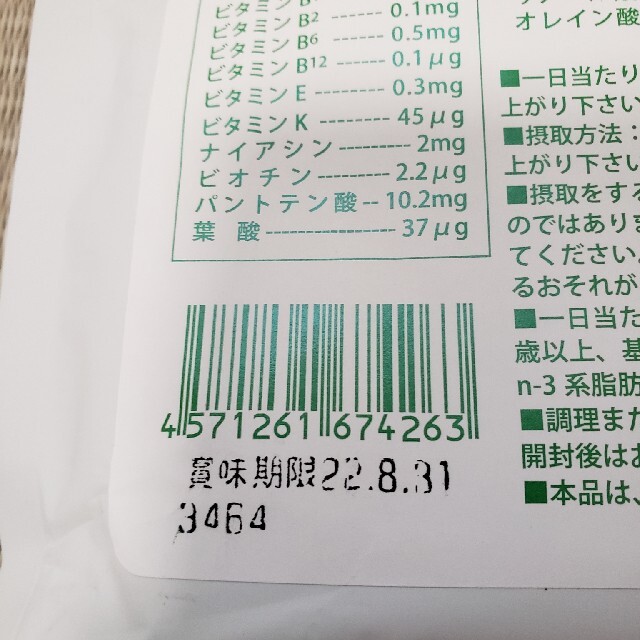 ビタミンB2 ------ 0.1mg
ビタミンB6 ------ 0.5mg
ビタミンB12 ----- 0.1μg
ビタミンE -------- 0.3mg
ビタミンK -------- 45μg
ナイアシン --------- 2mg
ビオチン --------- 2.2μg
パントテン酸 -- 10.2mg
葉 酸 ---------------- 37μg
4571261674263
賞味期限22.8.31
3464
オレイン酸
■一日当たり
上がり下さい
■摂取方法：
上がり下さい
■摂取をする
のではありま
てください。
るおそれが
■一日当た
歳以上、基
n-3 系脂肪
■調理また
開封後はお
■本品は、